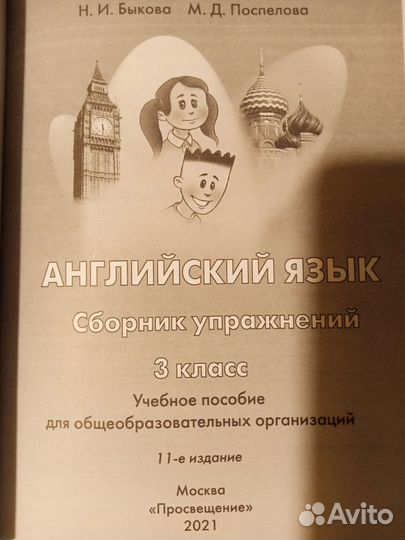 Н. И. Быкова М. Д. Поспелова
АНГЛИЙСКИЙ ЯЗЫК
Сборник упражнений
3 класс
Учебное пособие
для общеобразовательных организаций
11-е издание
Москва
«Просвещение»
2021
Avito